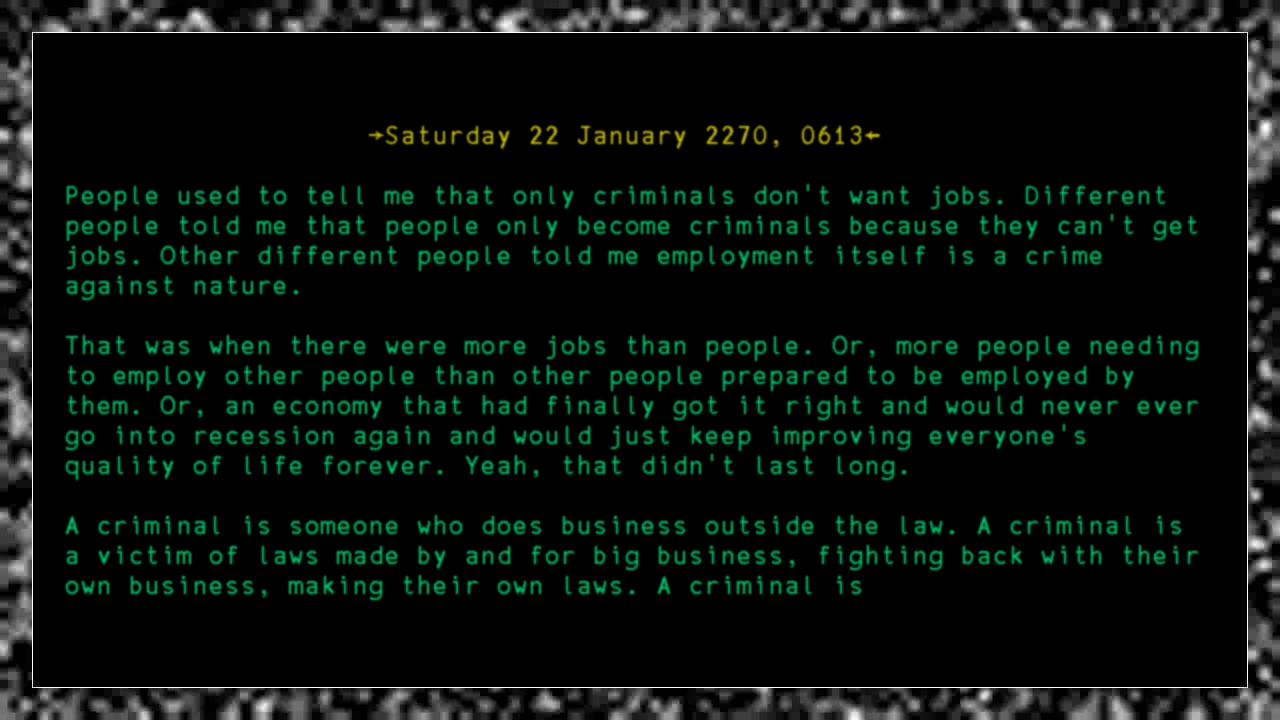 →Saturday 22 January 2270, 0613←
People used to tell me that only criminals don't want jobs. Different
people told me that people only become criminals because they can't get
jobs. Other different people told me employment itself is a crime
against nature.
That was when there were more jobs than people. Or, more people needing
to employ other people than other people prepared to be employed by
them. Or, an economy that had finally got it right and would never ever
go into recession again and would just keep improving everyone's
quality of life forever. Yeah, that didn't last long.
A criminal is someone who does business outside the law. A criminal is
a victim of laws made by and for big business, fighting back with their
own business, making their own laws. A criminal is